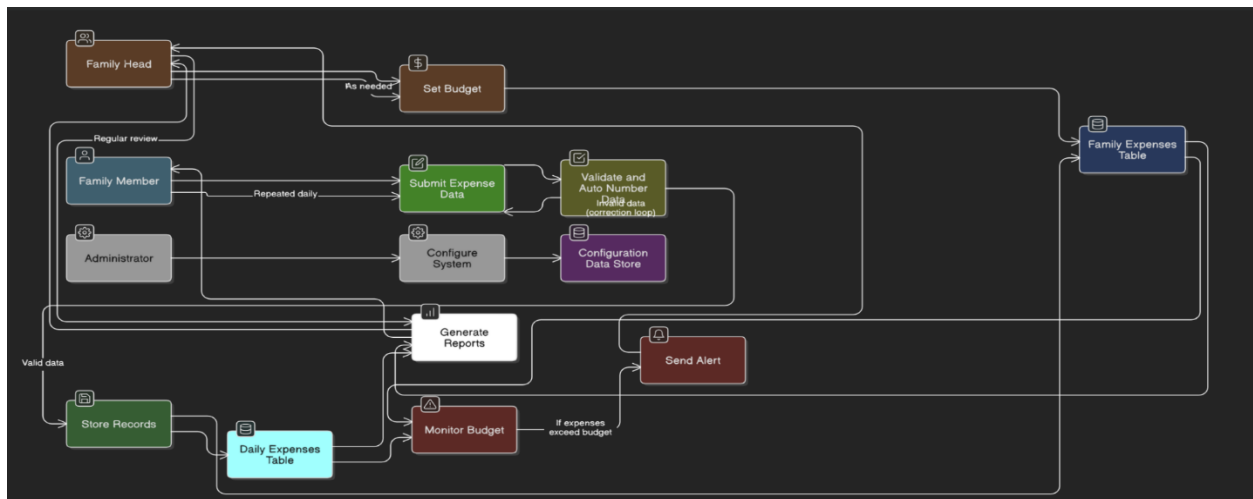 Family Head
As needed
Set Budget
Family Expenses
Table
Regular review
Family Member
Repeated daily
Submit Expense
Data
Validate and
Auto Number
Data
Invalid data
(correction loop)
Administrator
Configure
System
Configuration
Data Store
Generate
Reports
Send Alert
Valid data
Store Records
Daily Expenses
Table
Monitor Budget
If expenses
exceed budget